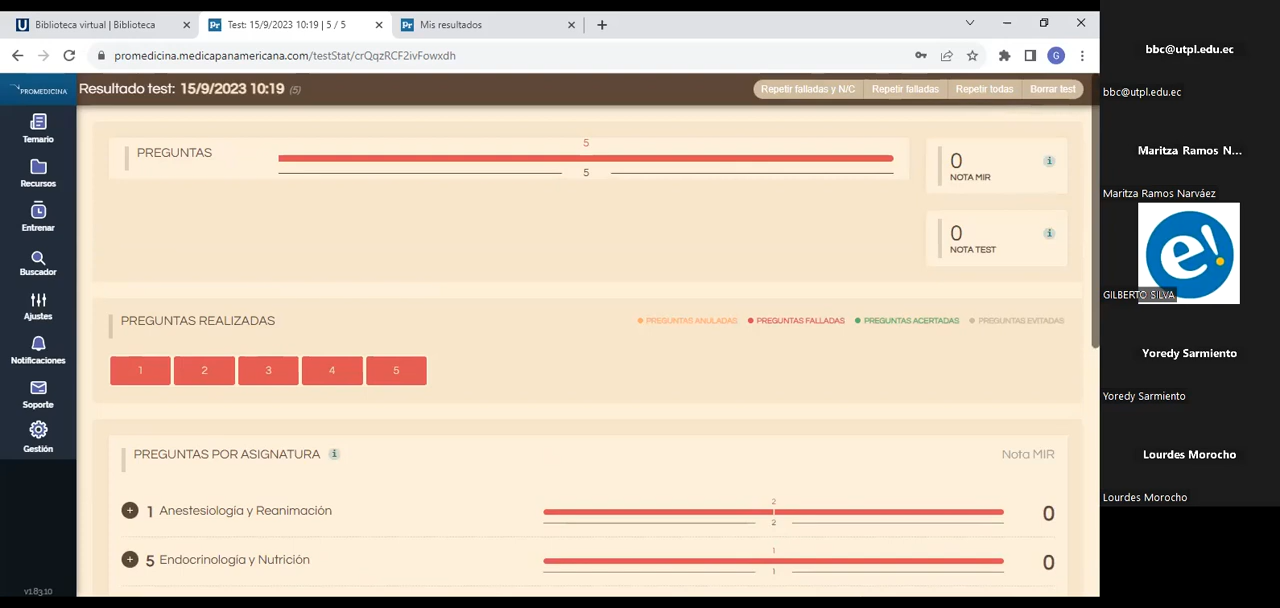 Biblioteca virtual | Biblioteca
Test: 15/9/2023 10:19 | 5 / 5
Mis resultados
promedicina.medicapanamericana.com/testStat/crQqzRCF2ivFowxdh
G
PROMEDICINA
Resultado test: 15/9/2023 10:19 (5)
Repetir falladas y N/C
Repetir falladas
Repetir todas
Borrar test
Temario
Recursos
Entrenar
Buscador
Ajustes
Notificaciones
Soporte
Gestión
v1.83.10
PREGUNTAS
5
5
0
NOTA MIR
0
NOTA TEST
PREGUNTAS REALIZADAS
PREGUNTAS ANULADAS
PREGUNTAS FALLADAS
PREGUNTAS ACERTADAS
PREGUNTAS EVITADAS
1 2 3 4 5
PREGUNTAS POR ASIGNATURA
Nota MIR
1 Anestesiología y Reanimación
2
2
0
5 Endocrinología y Nutrición
1
1
0
bbc@utpl.edu.ec
bbc@utpl.edu.ec
Maritza Ramos N...
Maritza Ramos Narváez
e!
GILBERTO SILVA
Yoredy Sarmiento
Yoredy Sarmiento
Lourdes Morocho
Lourdes Morocho